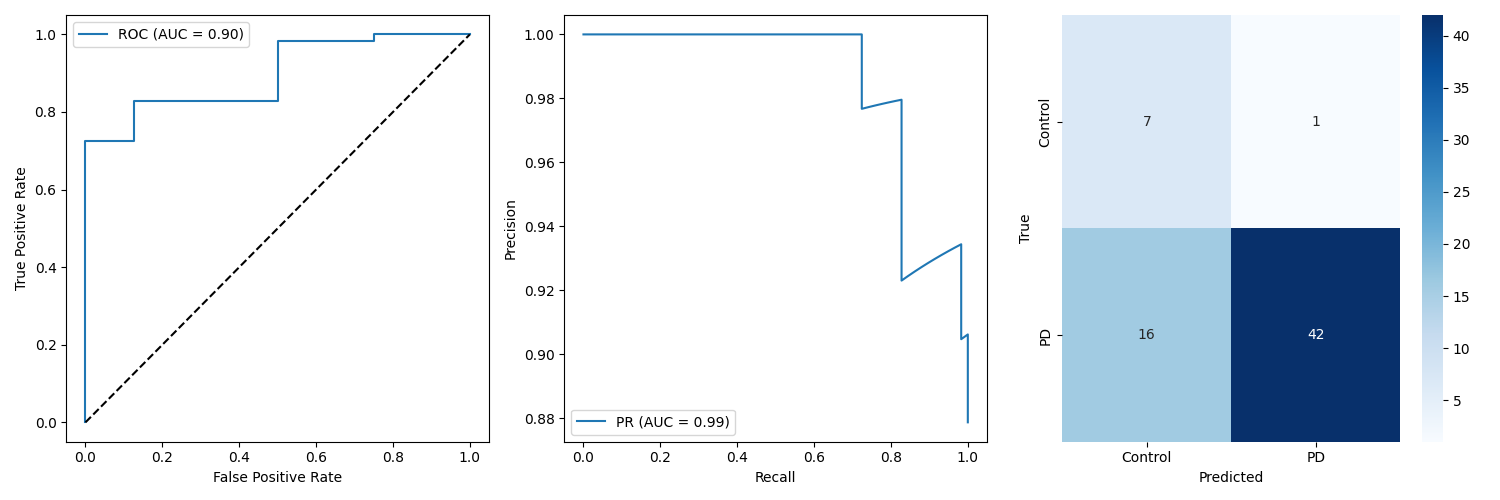 ROC (AUC = 0.90)
1.0
0.8
0.6
0.4
0.2
0.0
True Positive Rate
0.0 0.2 0.4 0.6 0.8 1.0
False Positive Rate
PR (AUC = 0.99)
1.00
0.98
0.96
0.94
0.92
0.90
0.88
Precision
0.0 0.2 0.4 0.6 0.8 1.0
Recall
True
Control
PD
7 1
16 42
Control PD
Predicted
40
35
30
25
20
15
10
5